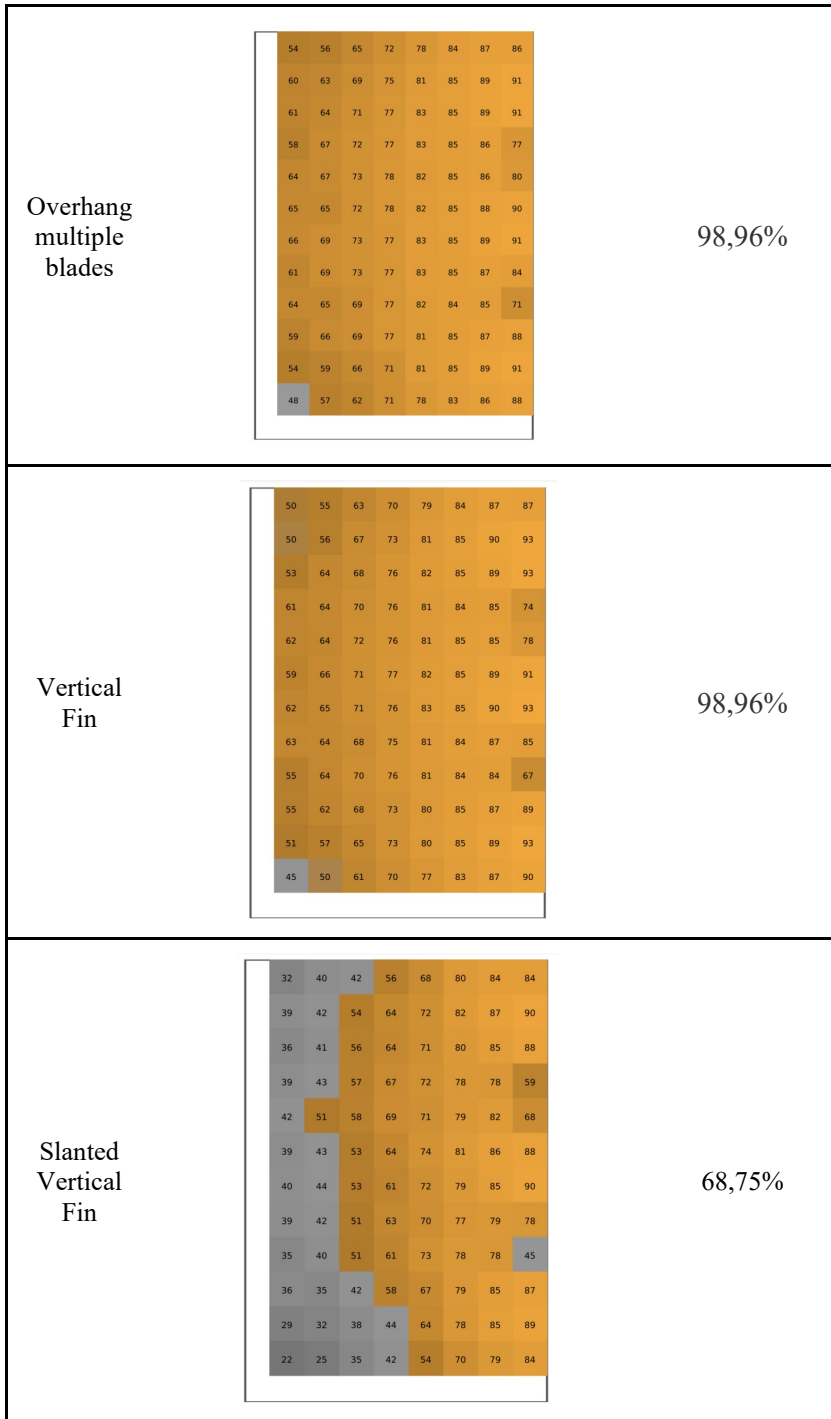 54 56 65 72 78 84 87 86
60 63 69 75 81 85 89 91
61 64 71 77 83 85 89 91
58 67 72 77 83 85 86 77
64 67 73 78 82 85 86 80
Overhang
multiple
blades
65 65 72 78 82 85 88 90
66 69 73 77 83 85 89 91
61 69 73 77 83 85 87 84
64 65 69 77 82 84 85 71
59 66 69 77 81 85 87 88
54 59 66 71 81 85 89 91
48 57 62 71 78 83 86 88
98,96%
50 55 63 70 79 84 87 87
50 56 67 73 81 85 90 93
53 64 68 76 82 85 89 93
61 64 70 76 81 84 85 74
62 64 72 76 81 85 85 78
Vertical
Fin
59 66 71 77 82 85 89 91
62 65 71 76 83 85 90 93
63 64 68 75 81 84 87 85
55 64 70 76 81 84 84 67
55 62 68 73 80 85 87 89
51 57 65 73 80 85 89 93
45 50 61 70 77 83 87 90
98,96%
32 40 42 56 68 80 84 84
39 42 54 64 72 82 87 90
36 41 56 64 71 80 85 88
39 43 57 67 72 78 78 59
42 51 58 69 71 79 82 68
Slanted
Vertical
Fin
39 43 53 64 74 81 86 88
40 44 53 61 72 79 85 90
39 42 51 63 70 77 79 78
35 40 51 61 73 78 78 45
36 35 42 58 67 79 85 87
29 32 38 44 64 78 85 89
22 25 35 42 54 70 79 84
68,75%